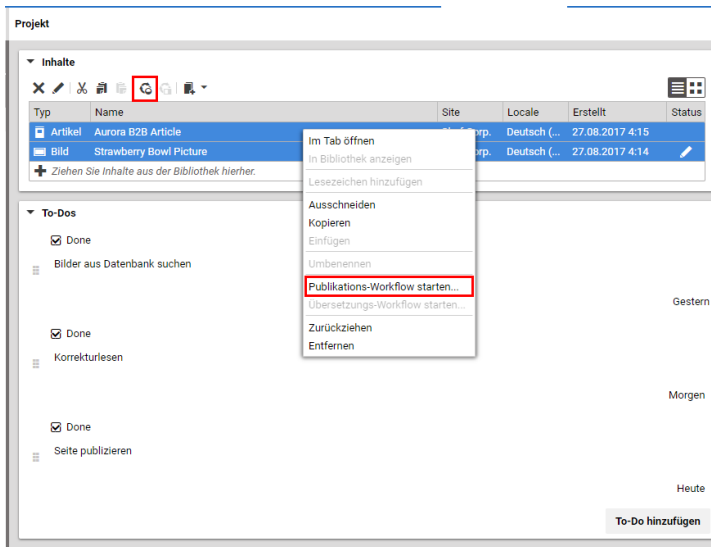 Projekt
Inhalte
Typ Name Site Locale Erstellt Status
Artikel Aurora B2B Article Corp. Deutsch (... 27.08.2017 4:15
Bild Strawberry Bowl Picture Corp. Deutsch (... 27.08.2017 4:14
Ziehen Sie Inhalte aus der Bibliothek hierher.
Im Tab öffnen
In Bibliothek anzeigen
Lesezeichen hinzufügen
Ausschneiden
Kopieren
Einfügen
Umbenennen
Publikations-Workflow starten...
Übersetzungs-Workflow starten...
Zurückziehen
Entfernen
To-Dos
Done
Bilder aus Datenbank suchen
Gestern
Done
Korrekturlesen
Morgen
Done
Seite publizieren
Heute
To-Do hinzufügen